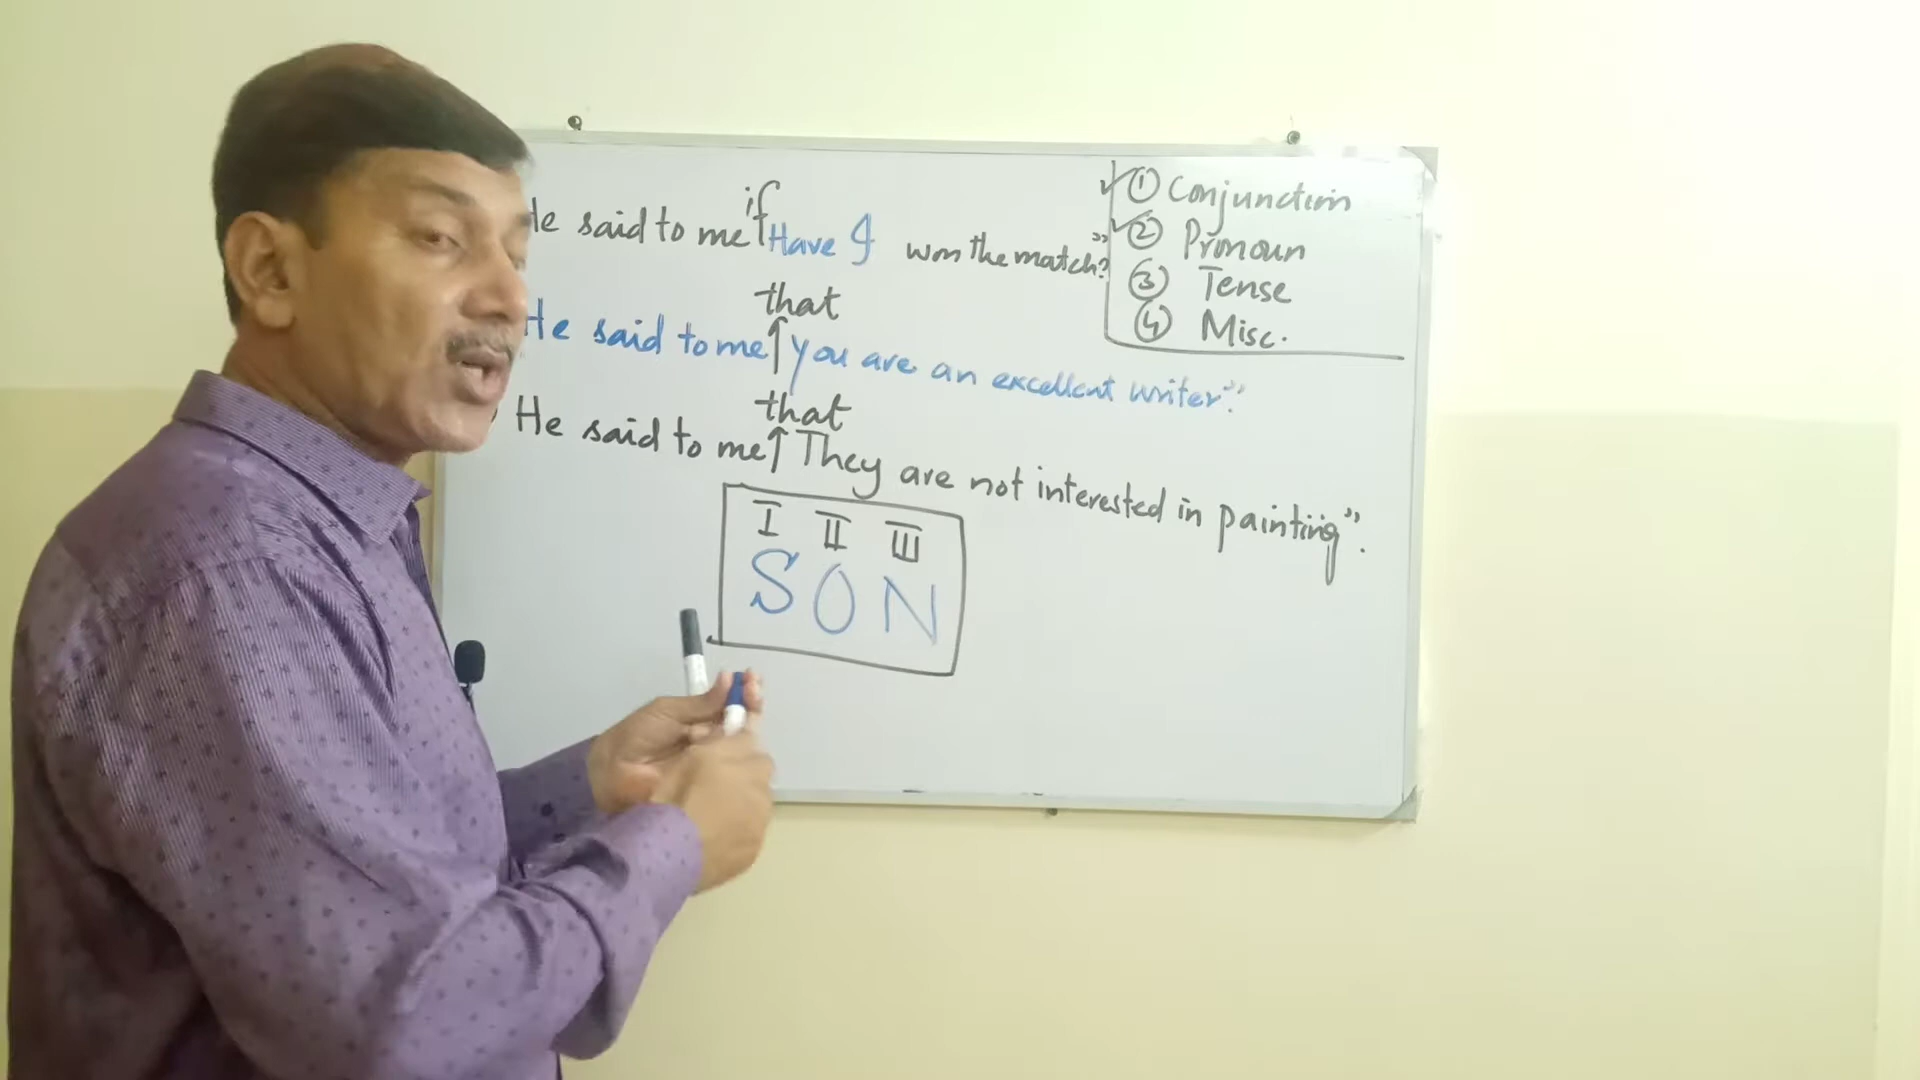 if
He said to me Have I won the match?"
that
He said to me you are an excellent writer".
that
He said to me They are not interested in painting".
I II III
S O N
① Conjunction
② Pronoun
③ Tense
④ Misc.